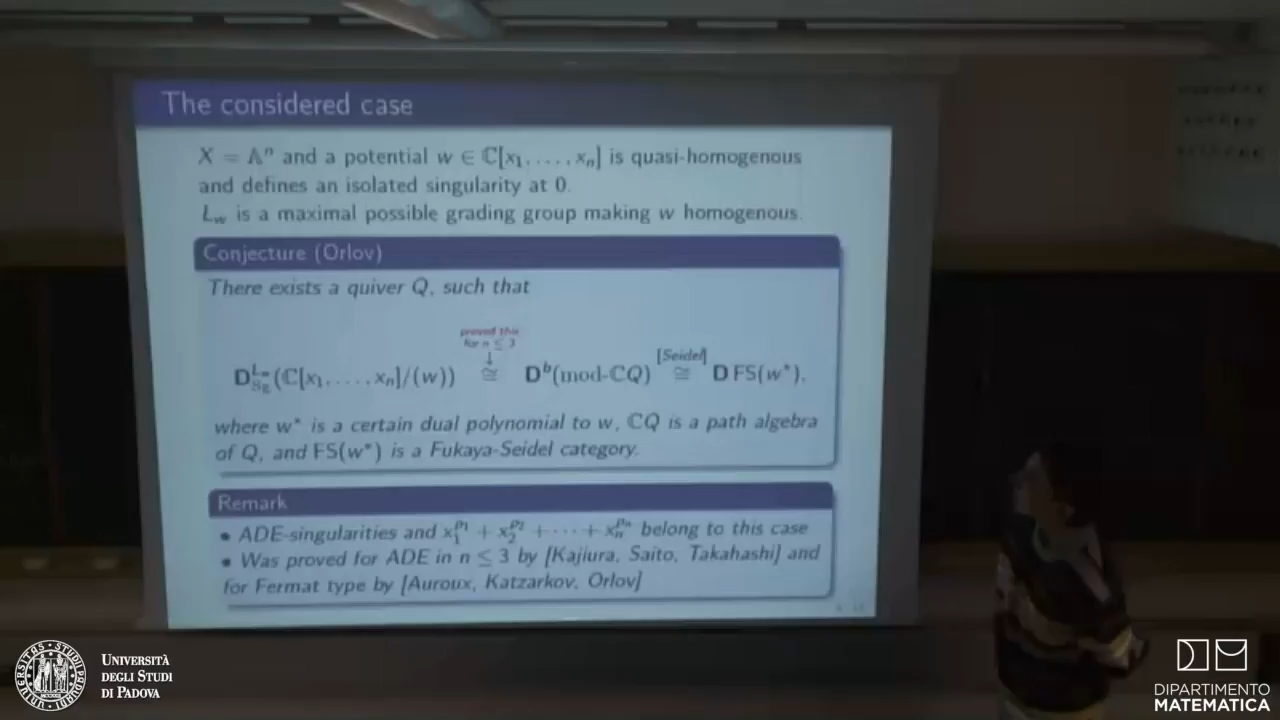 The considered case
X = 𝔸ⁿ and a potential w ∈ ℂ[x₁, . . . , xₙ] is quasi-homogenous
and defines an isolated singularity at 0.
L_w is a maximal possible grading group making w homogenous.
Conjecture (Orlov)
There exists a quiver Q, such that
proved this
for n ≤ 3
↓
D^{L_w}_{Sg}(ℂ[x₁, . . . , xₙ]/(w)) ≅ Dᵇ(mod-ℂQ) [Seidel] ≅ D FS(w*),
where w* is a certain dual polynomial to w, ℂQ is a path algebra
of Q, and FS(w*) is a Fukaya-Seidel category.
Remark
• ADE-singularities and x₁^{p₁} + x₂^{p₂} + · · · + xₙ^{pₙ} belong to this case
• Was proved for ADE in n ≤ 3 by [Kajiura, Saito, Takahashi] and
for Fermat type by [Auroux, Katzarkov, Orlov]
UNIVERSITÀ
DEGLI STUDI
DI PADOVA
DIPARTIMENTO
MATEMATICA